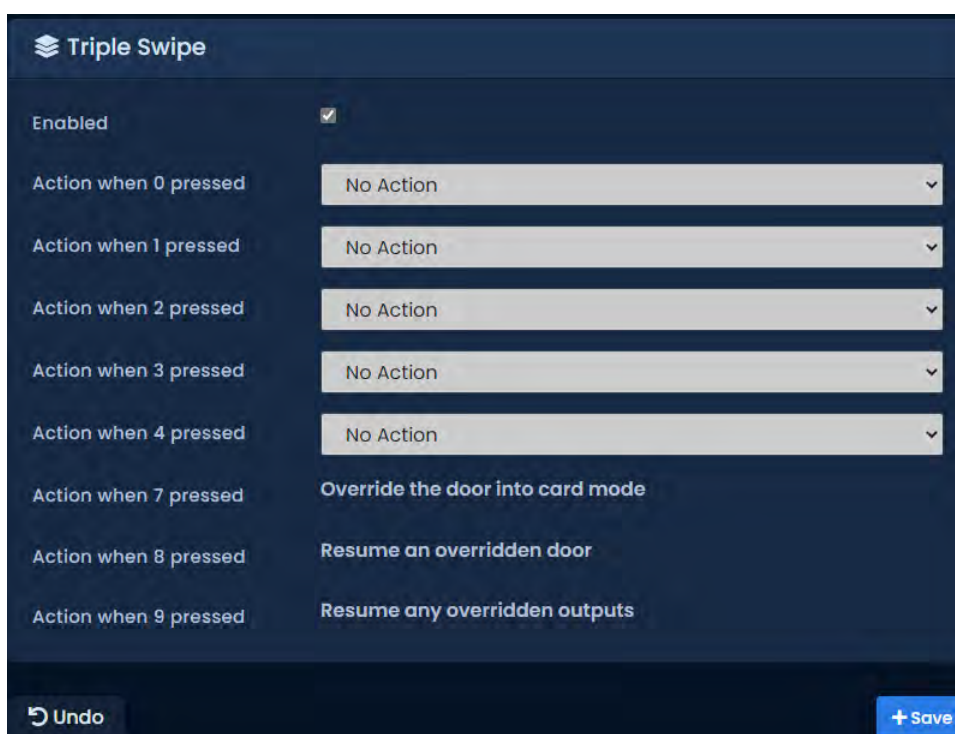 Triple Swipe
Enabled
Action when 0 pressed No Action
Action when 1 pressed No Action
Action when 2 pressed No Action
Action when 3 pressed No Action
Action when 4 pressed No Action
Action when 7 pressed Override the door into card mode
Action when 8 pressed Resume an overridden door
Action when 9 pressed Resume any overridden outputs
Undo + Save